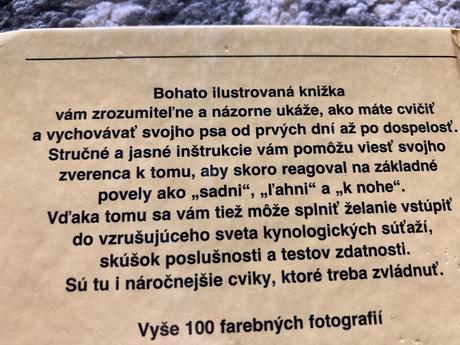 Bohato ilustrovaná knižka
vám zrozumiteľne a názorne ukáže, ako máte cvičiť
a vychovávať svojho psa od prvých dní až po dospelosť.
Stručné a jasné inštrukcie vám pomôžu viesť svojho
zverenca k tomu, aby skoro reagoval na základné
povely ako „sadni“, „ľahni“ a „k nohe“.
Vďaka tomu sa vám tiež môže splniť želanie vstúpiť
do vzrušujúceho sveta kynologických súťaží,
skúšok poslušnosti a testov zdatnosti.
Sú tu i náročnejšie cviky, ktoré treba zvládnuť.
Vyše 100 farebných fotografií